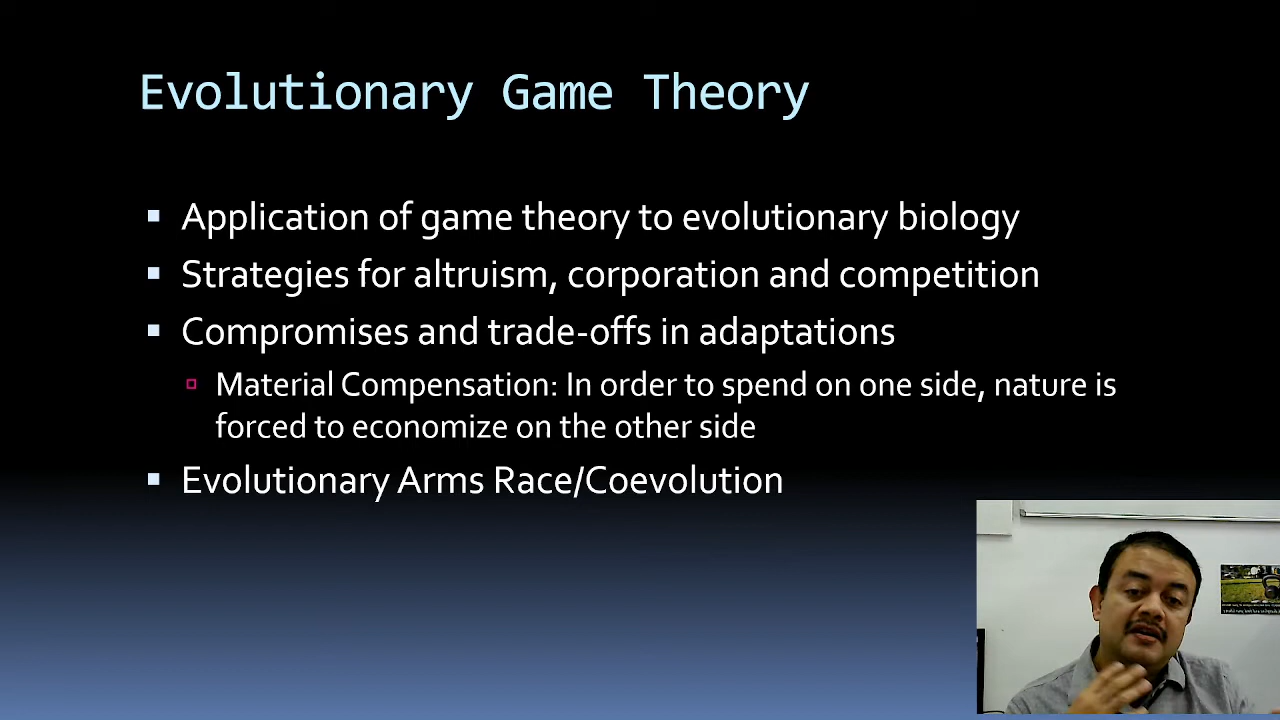 Evolutionary Game Theory
Application of game theory to evolutionary biology
Strategies for altruism, corporation and competition
Compromises and trade-offs in adaptations
Material Compensation: In order to spend on one side, nature is
forced to economize on the other side
Evolutionary Arms Race/Coevolution